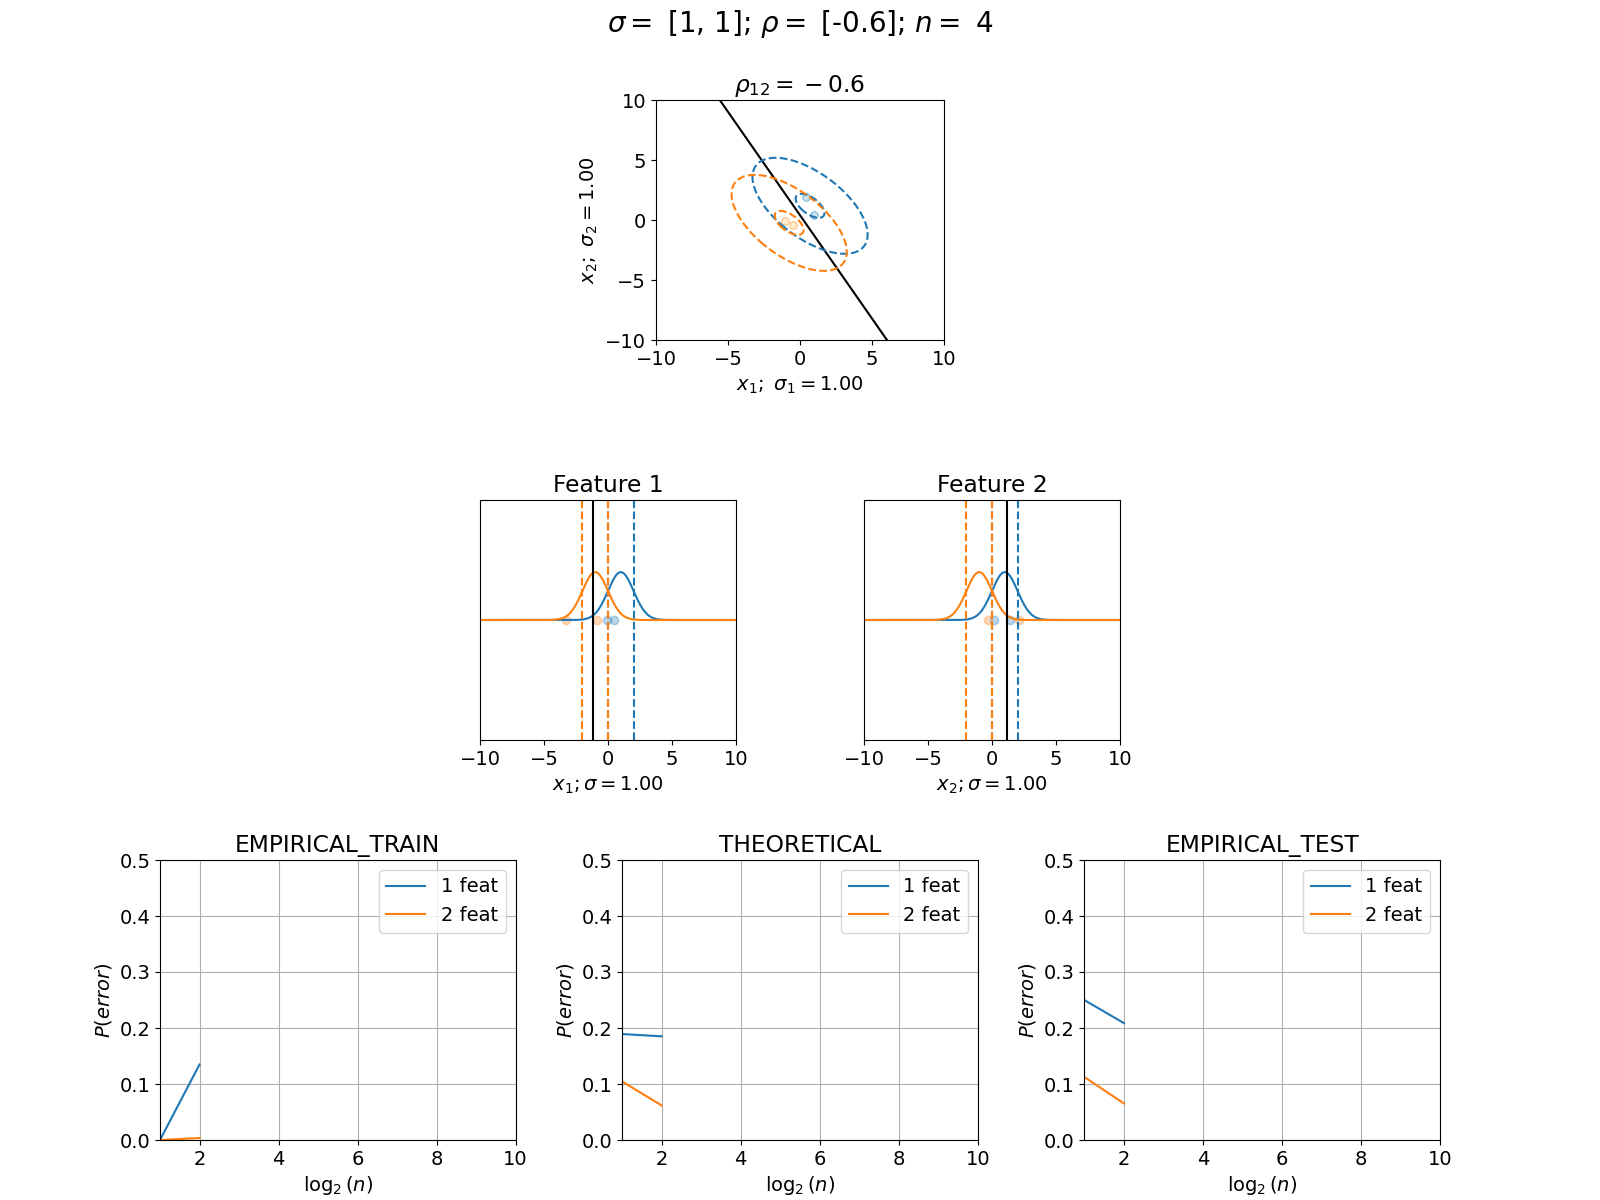 σ = [1, 1]; ρ = [-0.6]; n = 4
ρ₁₂ = −0.6
10
5
0
−5
−10
x₂; σ₂ = 1.00
−10 −5 0 5 10
x₁; σ₁ = 1.00
Feature 1
−10 −5 0 5 10
x₁; σ = 1.00
Feature 2
−10 −5 0 5 10
x₂; σ = 1.00
EMPIRICAL_TRAIN
1 feat
2 feat
0.5
0.4
0.3
0.2
0.1
0.0
P(error)
2 4 6 8 10
log₂(n)
THEORETICAL
1 feat
2 feat
0.5
0.4
0.3
0.2
0.1
0.0
P(error)
2 4 6 8 10
log₂(n)
EMPIRICAL_TEST
1 feat
2 feat
0.5
0.4
0.3
0.2
0.1
0.0
P(error)
2 4 6 8 10
log₂(n)